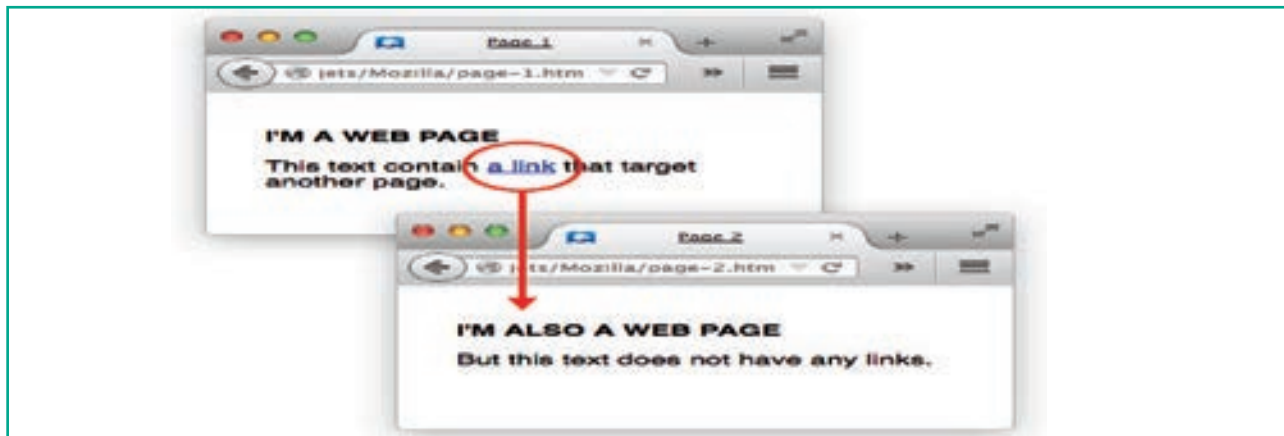 Page 1
jets/Mozilla/page-1.htm
I'M A WEB PAGE
This text contain a link that target
another page.
Page 2
jets/Mozilla/page-2.htm
I'M ALSO A WEB PAGE
But this text does not have any links.